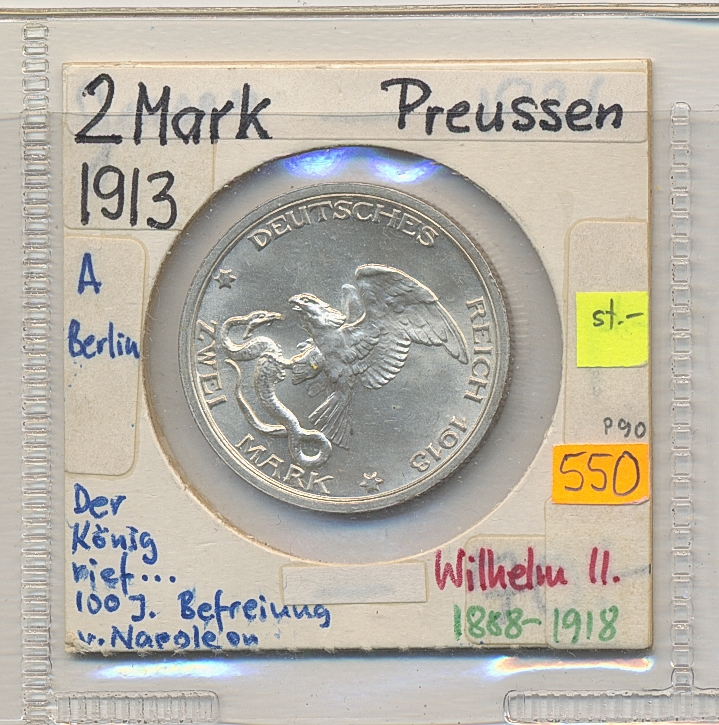 2 Mark Preussen
1913
A
Berlin
DEUTSCHES
REICH 1913
ZWEI
MARK
st.-
P90
550
Der
König
rief...
100 J. Befreiung
v. Napoleon
Wilhelm II.
1888-1918